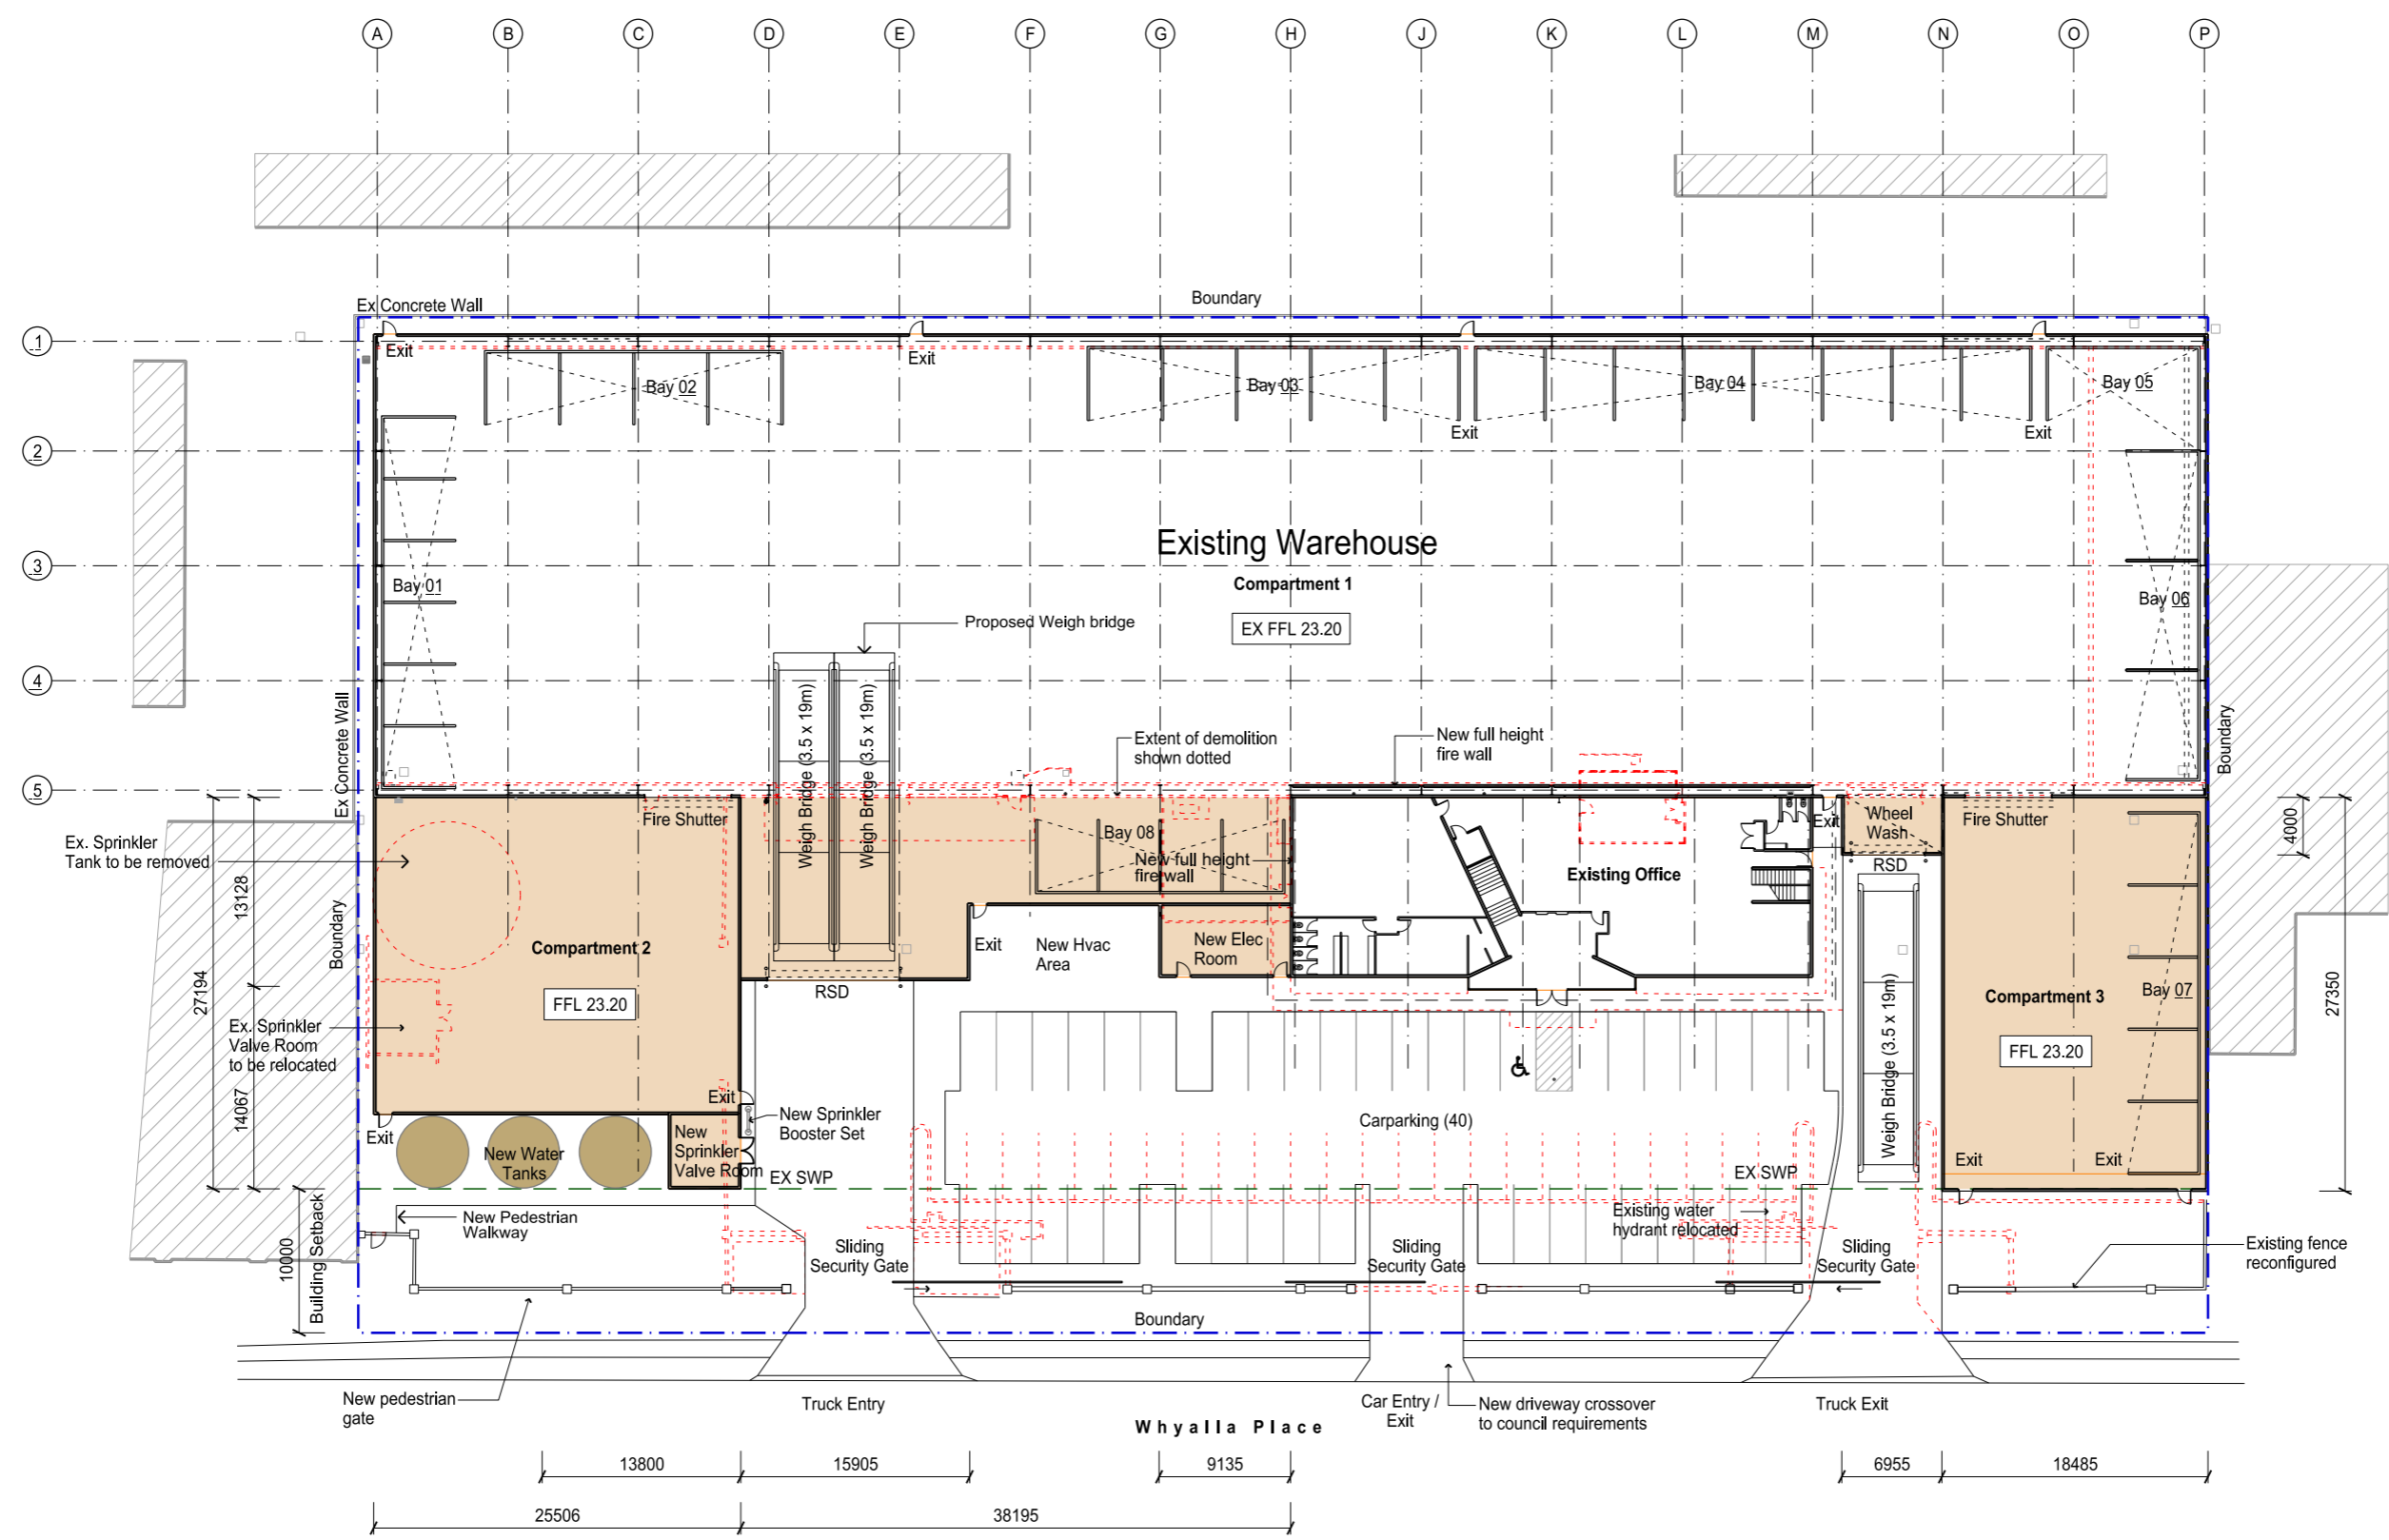 A B C D E F G H J K L M N O P
Ex Concrete Wall
Boundary
1
Exit
Exit
Bay 02
Bay 03
Bay 04
Bay 05
Exit
Exit
2
Existing Warehouse
3
Compartment 1
Bay 01
Bay 06
EX FFL 23.20
Proposed Weigh bridge
4
Ex Concrete Wall
Weigh Bridge (3.5 x 19m)
Weigh Bridge (3.5 x 19m)
Extent of demolition
shown dotted
New full height
fire wall
Boundary
5
Ex. Sprinkler
Tank to be removed
Fire Shutter
Bay 08
New full height
fire wall
Exit
Wheel
Wash
Fire Shutter
4000
RSD
Existing Office
13128
27194
Boundary
Compartment 2
Exit
New Hvac
Area
New Elec
Room
FFL 23.20
RSD
Compartment 3
Bay 07
27350
FFL 23.20
Ex. Sprinkler
Valve Room
to be relocated
14067
Weigh Bridge (3.5 x 19m)
Exit
New Sprinkler
Booster Set
Carparking (40)
Exit
New Water
Tanks
New
Sprinkler
Valve Room
EX SWP
EX SWP
Exit
Exit
10000
Building Setback
New Pedestrian
Walkway
Existing water
hydrant relocated
Sliding
Security Gate
Sliding
Security Gate
Sliding
Security Gate
Existing fence
reconfigured
Boundary
New pedestrian
gate
Truck Entry
Car Entry /
Exit
New driveway crossover
to council requirements
Truck Exit
Whyalla Place
13800
15905
9135
6955
18485
25506
38195